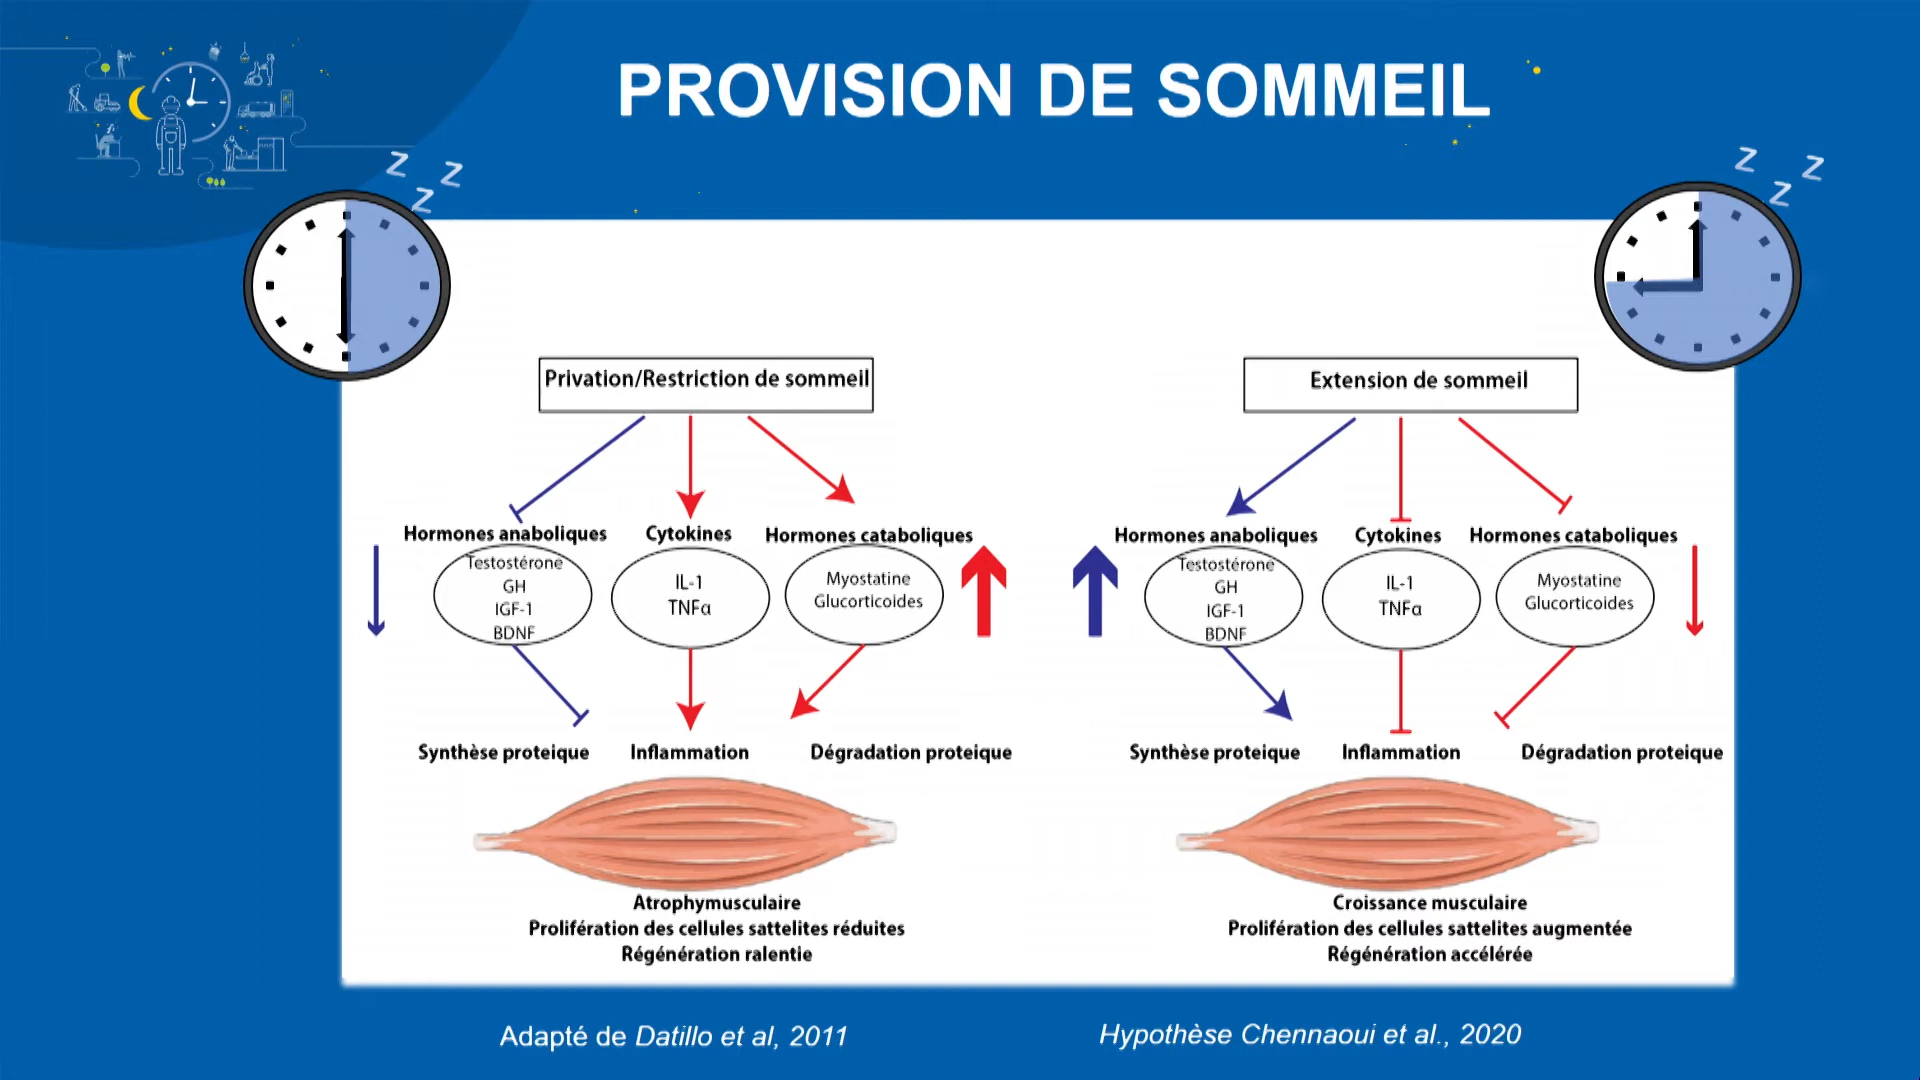 PROVISION DE SOMMEIL
Z Z Z
Z Z Z
Privation/Restriction de sommeil
Hormones anaboliques
Cytokines
Hormones cataboliques
Testostérone
GH
IGF-1
BDNF
IL-1
TNFα
Myostatine
Glucorticoides
Synthèse proteique
Inflammation
Dégradation proteique
Atrophymusculaire
Prolifération des cellules sattelites réduites
Régénération ralentie
Extension de sommeil
Hormones anaboliques
Cytokines
Hormones cataboliques
Testostérone
GH
IGF-1
BDNF
IL-1
TNFα
Myostatine
Glucorticoides
Synthèse proteique
Inflammation
Dégradation proteique
Croissance musculaire
Prolifération des cellules sattelites augmentée
Régénération accélérée
Adapté de Datillo et al, 2011
Hypothèse Chennaoui et al., 2020